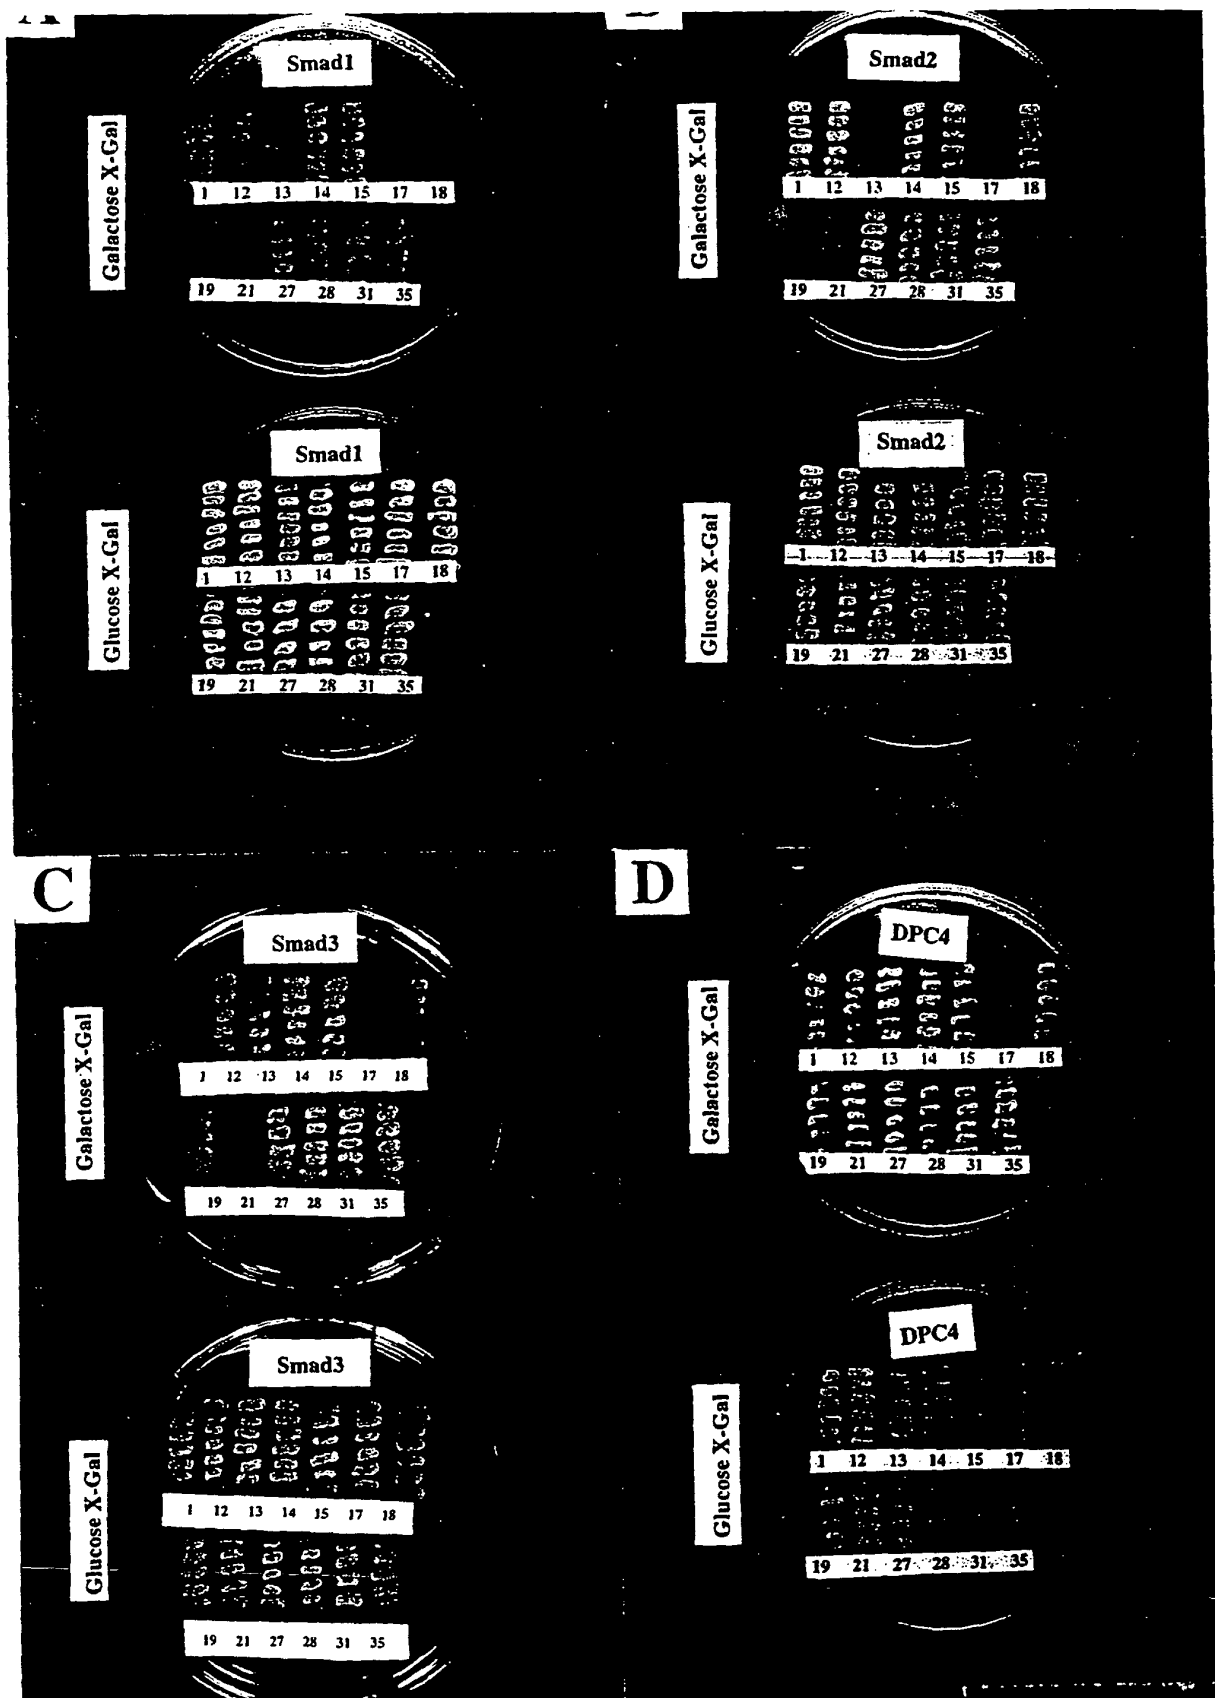 Smad1
Galactose X-Gal
1 12 13 14 15 17 18
19 21 27 28 31 35
Smad1
Glucose X-Gal
1 12 13 14 15 17 18
19 21 27 28 31 35
Smad2
Galactose X-Gal
1 12 13 14 15 17 18
19 21 27 28 31 35
Smad2
Glucose X-Gal
1 12 13 14 15 17 18
19 21 27 28 31 35
C
Smad3
Galactose X-Gal
1 12 13 14 15 17 18
19 21 27 28 31 35
Smad3
Glucose X-Gal
1 12 13 14 15 17 18
19 21 27 28 31 35
D
DPC4
Galactose X-Gal
1 12 13 14 15 17 18
19 21 27 28 31 35
DPC4
Glucose X-Gal
1 12 13 14 15 17 18
19 21 27 28 31 35